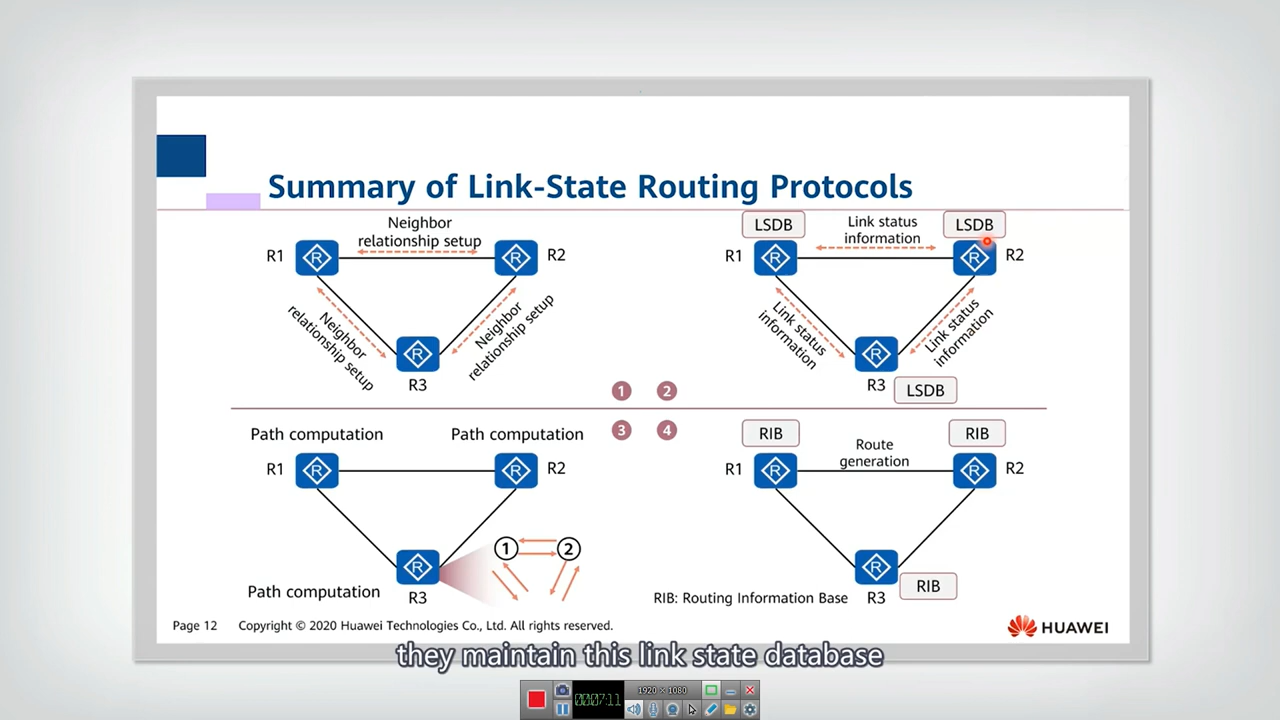 Summary of Link-State Routing Protocols
Neighbor
relationship setup
R1
R2
Neighbor
relationship setup
Neighbor
relationship setup
R3
LSDB
LSDB
Link status
information
R1
R2
Link status
information
Link status
information
R3
LSDB
1
2
3
4
Path computation
Path computation
R1
R2
1
2
Path computation
R3
RIB
RIB
Route
generation
R1
R2
RIB
RIB: Routing Information Base
R3
Page 12
Copyright © 2020 Huawei Technologies Co., Ltd. All rights reserved.
HUAWEI
they maintain this link state database
000:07:11
1920 × 1080